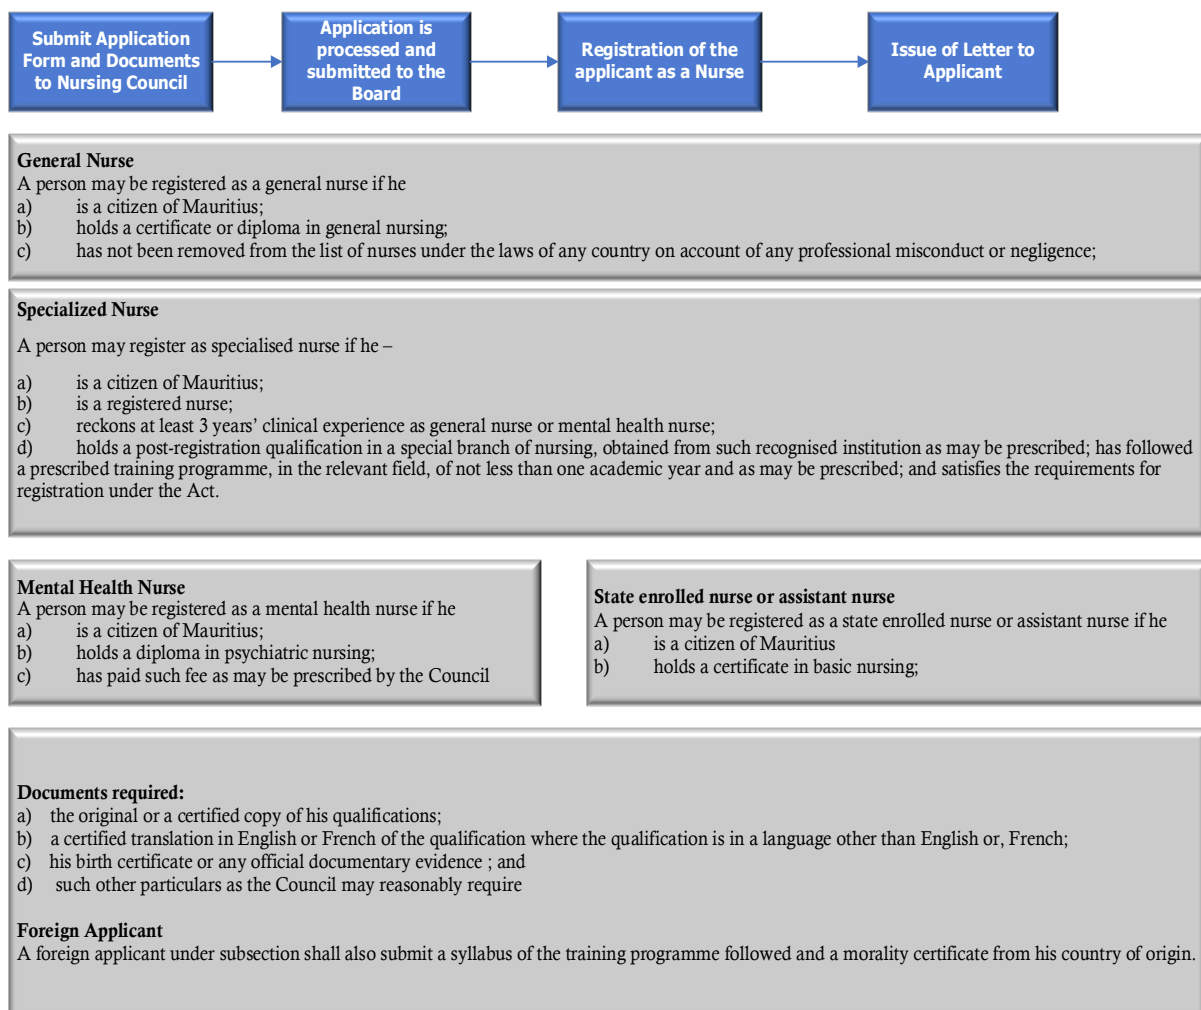 Submit Application
Form and Documents
to Nursing Council
Application is
processed and
submitted to the
Board
Registration of the
applicant as a Nurse
Issue of Letter to
Applicant
General Nurse
A person may be registered as a general nurse if he
a) is a citizen of Mauritius;
b) holds a certificate or diploma in general nursing;
c) has not been removed from the list of nurses under the laws of any country on account of any professional misconduct or negligence;
Specialized Nurse
A person may register as specialised nurse if he –
a) is a citizen of Mauritius;
b) is a registered nurse;
c) reckons at least 3 years’ clinical experience as general nurse or mental health nurse;
d) holds a post-registration qualification in a special branch of nursing, obtained from such recognised institution as may be prescribed; has followed
a prescribed training programme, in the relevant field, of not less than one academic year and as may be prescribed; and satisfies the requirements for
registration under the Act.
Mental Health Nurse
A person may be registered as a mental health nurse if he
a) is a citizen of Mauritius;
b) holds a diploma in psychiatric nursing;
c) has paid such fee as may be prescribed by the Council
State enrolled nurse or assistant nurse
A person may be registered as a state enrolled nurse or assistant nurse if he
a) is a citizen of Mauritius
b) holds a certificate in basic nursing;
Documents required:
a) the original or a certified copy of his qualifications;
b) a certified translation in English or French of the qualification where the qualification is in a language other than English or, French;
c) his birth certificate or any official documentary evidence ; and
d) such other particulars as the Council may reasonably require
Foreign Applicant
A foreign applicant under subsection shall also submit a syllabus of the training programme followed and a morality certificate from his country of origin.